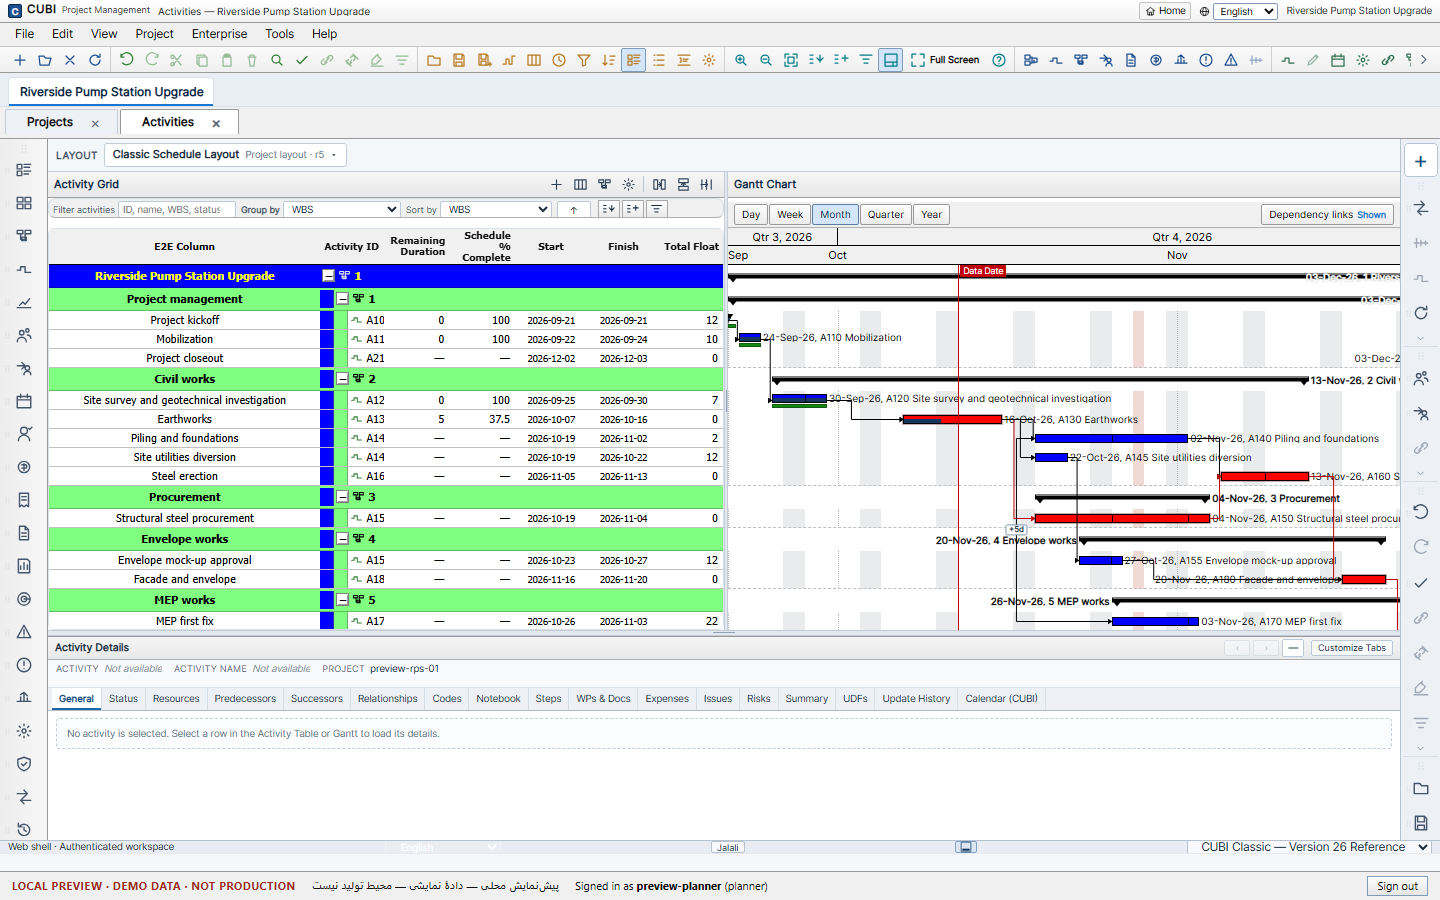 CUBI Project Management Activities — Riverside Pump Station Upgrade
Home English Riverside Pump Station Upgrade
File Edit View Project Enterprise Tools Help
Full Screen
Riverside Pump Station Upgrade
Projects Activities
LAYOUT Classic Schedule Layout Project layout · r5
Activity Grid
Gantt Chart
Filter activities ID, name, WBS, status Group by WBS Sort by WBS
Day Week Month Quarter Year Dependency links Shown
E2E Column Activity ID Remaining Duration Schedule % Complete Start Finish Total Float
Qtr 3, 2026 Qtr 4, 2026
Sep Oct Nov
Data Date
Riverside Pump Station Upgrade 1
Project management 1
Project kickoff A10 0 100 2026-09-21 2026-09-21 12
Mobilization A11 0 100 2026-09-22 2026-09-24 10
Project closeout A21 — — 2026-12-02 2026-12-03 0
Civil works 2
Site survey and geotechnical investigation A12 0 100 2026-09-25 2026-09-30 7
Earthworks A13 5 37.5 2026-10-07 2026-10-16 0
Piling and foundations A14 — — 2026-10-19 2026-11-02 2
Site utilities diversion A14 — — 2026-10-19 2026-10-22 12
Steel erection A16 — — 2026-11-05 2026-11-13 0
Procurement 3
Structural steel procurement A15 — — 2026-10-19 2026-11-04 0
Envelope works 4
Envelope mock-up approval A15 — — 2026-10-23 2026-10-27 12
Facade and envelope A18 — — 2026-11-16 2026-11-20 0
MEP works 5
MEP first fix A17 — — 2026-10-26 2026-11-03 22
03-Dec-26, 1 Rivers
03-Dec-
24-Sep-26, A110 Mobilization
03-Dec-2
13-Nov-26, 2 Civil
30-Sep-26, A120 Site survey and geotechnical investigation
16-Oct-26, A130 Earthworks
02-Nov-26, A140 Piling and foundations
22-Oct-26, A145 Site utilities diversion
13-Nov-26, A160 S
04-Nov-26, 3 Procurement
04-Nov-26, A150 Structural steel procur
+5d
20-Nov-26, 4 Envelope works
27-Oct-26, A155 Envelope mock-up approval
20-Nov-26, A180 Facade and envelope
26-Nov-26, 5 MEP works
03-Nov-26, A170 MEP first fix
Activity Details
Customize Tabs
ACTIVITY Not available ACTIVITY NAME Not available PROJECT preview-rps-01
General Status Resources Predecessors Successors Relationships Codes Notebook Steps WPs & Docs Expenses Issues Risks Summary UDFs Update History Calendar (CUBI)
No activity is selected. Select a row in the Activity Table or Gantt to load its details.
Web shell · Authenticated workspace English Jalali CUBI Classic — Version 26 Reference
LOCAL PREVIEW · DEMO DATA · NOT PRODUCTION پیش‌نمایش محلی — دادهٔ نمایشی — محیط تولید نیست Signed in as preview-planner (planner) Sign out